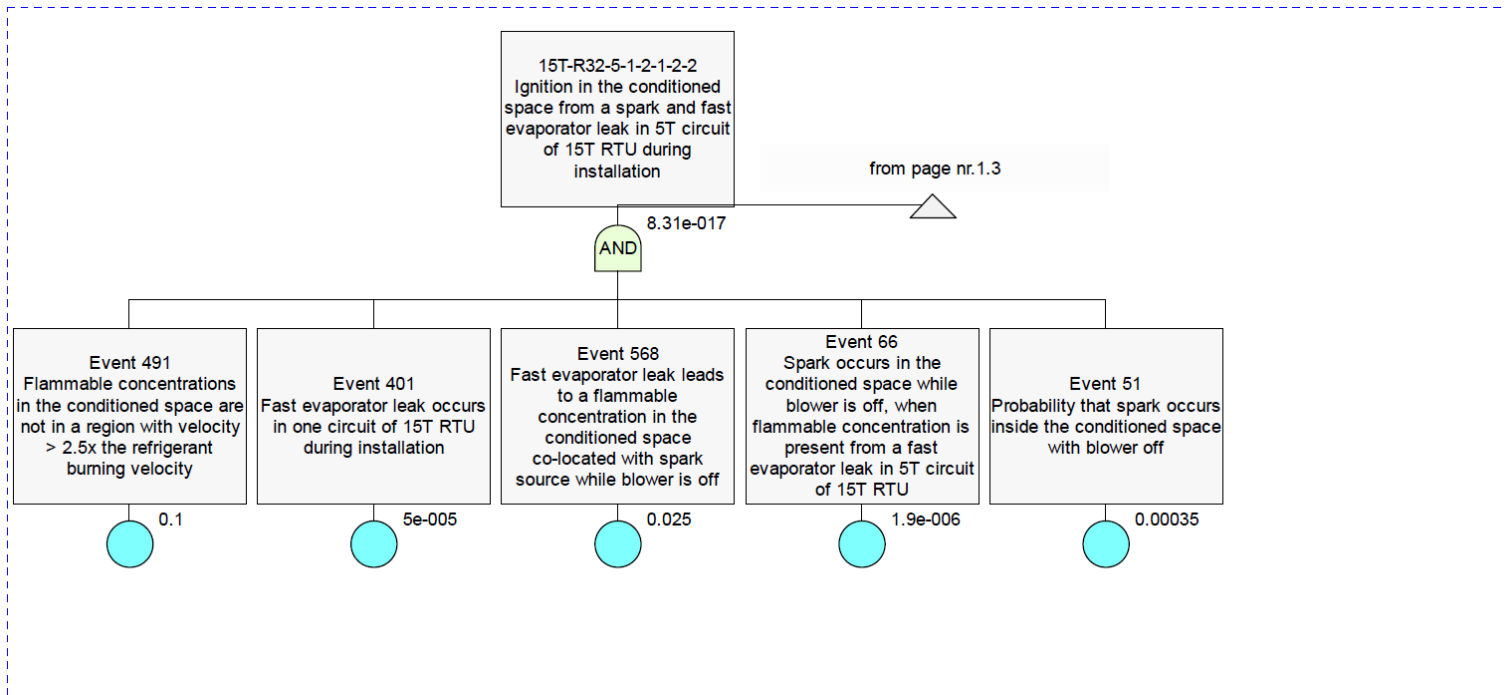 15T-R32-5-1-2-1-2-2
Ignition in the conditioned
space from a spark and fast
evaporator leak in 5T circuit
of 15T RTU during
installation
from page nr.1.3
8.31e-017
AND
Event 491
Flammable concentrations
in the conditioned space are
not in a region with velocity
> 2.5x the refrigerant
burning velocity
0.1
Event 401
Fast evaporator leak occurs
in one circuit of 15T RTU
during installation
5e-005
Event 568
Fast evaporator leak leads
to a flammable
concentration in the
conditioned space
co-located with spark
source while blower is off
0.025
Event 66
Spark occurs in the
conditioned space while
blower is off, when
flammable concentration is
present from a fast
evaporator leak in 5T circuit
of 15T RTU
1.9e-006
Event 51
Probability that spark occurs
inside the conditioned space
with blower off
0.00035